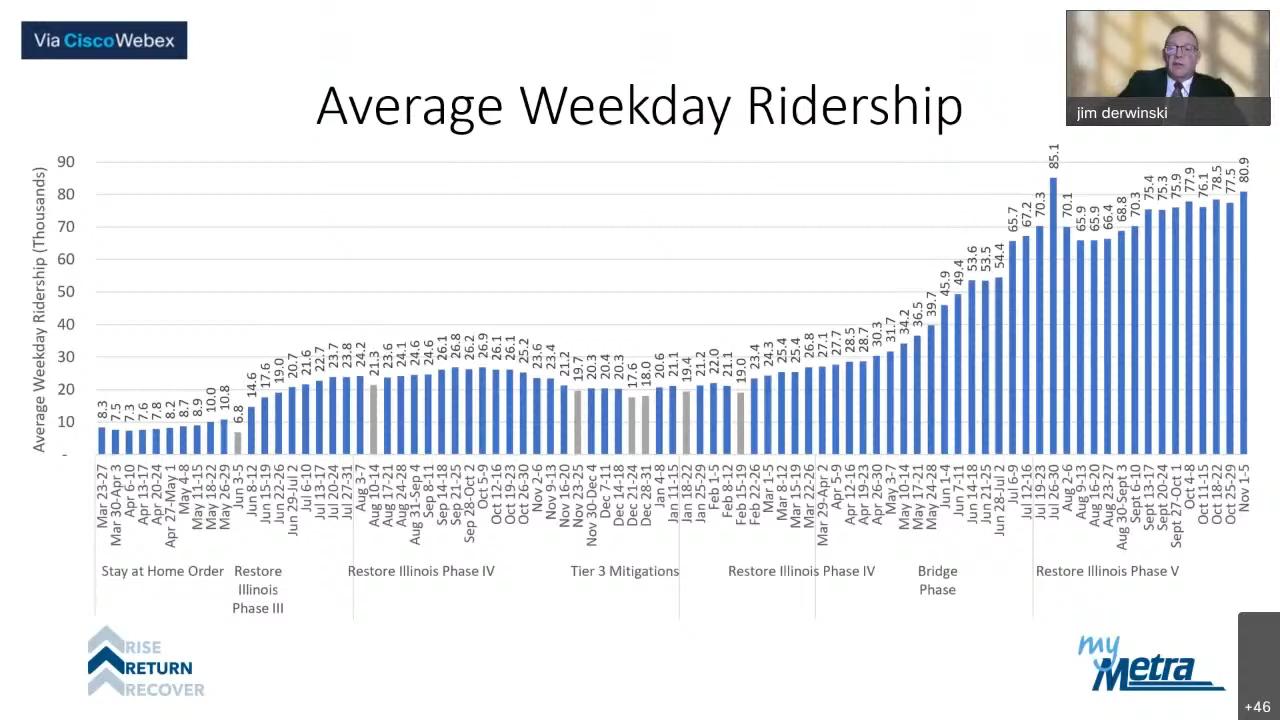 Via Cisco Webex
jim derwinski
Average Weekday Ridership
Average Weekday Ridership (Thousands)
90
80
70
60
50
40
30
20
10
-
8.3 7.5 7.3 7.6 7.8 8.2 8.7 8.9 10.0 10.8 6.8 14.6 17.6 19.0 20.7 21.6 22.7 23.7 23.8 24.2 21.3 23.6 24.1 24.6 24.6 26.1 26.8 26.2 26.9 26.1 26.1 25.2 23.6 23.4 21.2 19.7 20.3 20.4 20.3 17.6 18.0 20.6 21.1 19.4 21.2 22.0 21.1 19.0 23.4 24.3 25.4 25.4 26.8 27.1 27.7 28.5 28.7 30.3 31.7 34.2 36.5 39.7 45.9 49.4 53.6 53.5 54.4 65.7 67.2 70.3 85.1 70.1 65.9 65.9 66.4 68.8 70.3 75.4 75.3 75.9 77.9 76.1 78.5 77.5 80.9
Mar 23-27
Mar 30-Apr 3
Apr 6-10
Apr 13-17
Apr 20-24
Apr 27-May 1
May 4-8
May 11-15
May 18-22
May 26-29
Jun 3-5
Jun 8-12
Jun 15-19
Jun 22-26
Jun 29-Jul 2
Jul 6-10
Jul 13-17
Jul 20-24
Jul 27-31
Aug 3-7
Aug 10-14
Aug 17-21
Aug 24-28
Aug 31-Sep 4
Sep 8-11
Sep 14-18
Sep 21-25
Sep 28-Oct 2
Oct 5-9
Oct 12-16
Oct 19-23
Oct 26-30
Nov 2-6
Nov 9-13
Nov 16-20
Nov 23-25
Nov 30-Dec 4
Dec 7-11
Dec 14-18
Dec 21-24
Dec 28-31
Jan 4-8
Jan 11-15
Jan 18-22
Jan 25-29
Feb 1-5
Feb 8-12
Feb 15-19
Feb 22-26
Mar 1-5
Mar 8-12
Mar 15-19
Mar 22-26
Mar 29-Apr 2
Apr 5-9
Apr 12-16
Apr 19-23
Apr 26-30
May 3-7
May 10-14
May 17-21
May 24-28
Jun 1-4
Jun 7-11
Jun 14-18
Jun 21-25
Jun 28-Jul 2
Jul 6-9
Jul 12-16
Jul 19-23
Jul 26-30
Aug 2-6
Aug 9-13
Aug 16-20
Aug 23-27
Aug 30-Sept 3
Sept 6-10
Sept 13-17
Sept 20-24
Sept 27-Oct 1
Oct 4-8
Oct 11-15
Oct 18-22
Oct 25-29
Nov 1-5
Stay at Home Order
Restore
Illinois
Phase III
Restore Illinois Phase IV
Tier 3 Mitigations
Restore Illinois Phase IV
Bridge
Phase
Restore Illinois Phase V
RISE
RETURN
RECOVER
my
Metra
+46